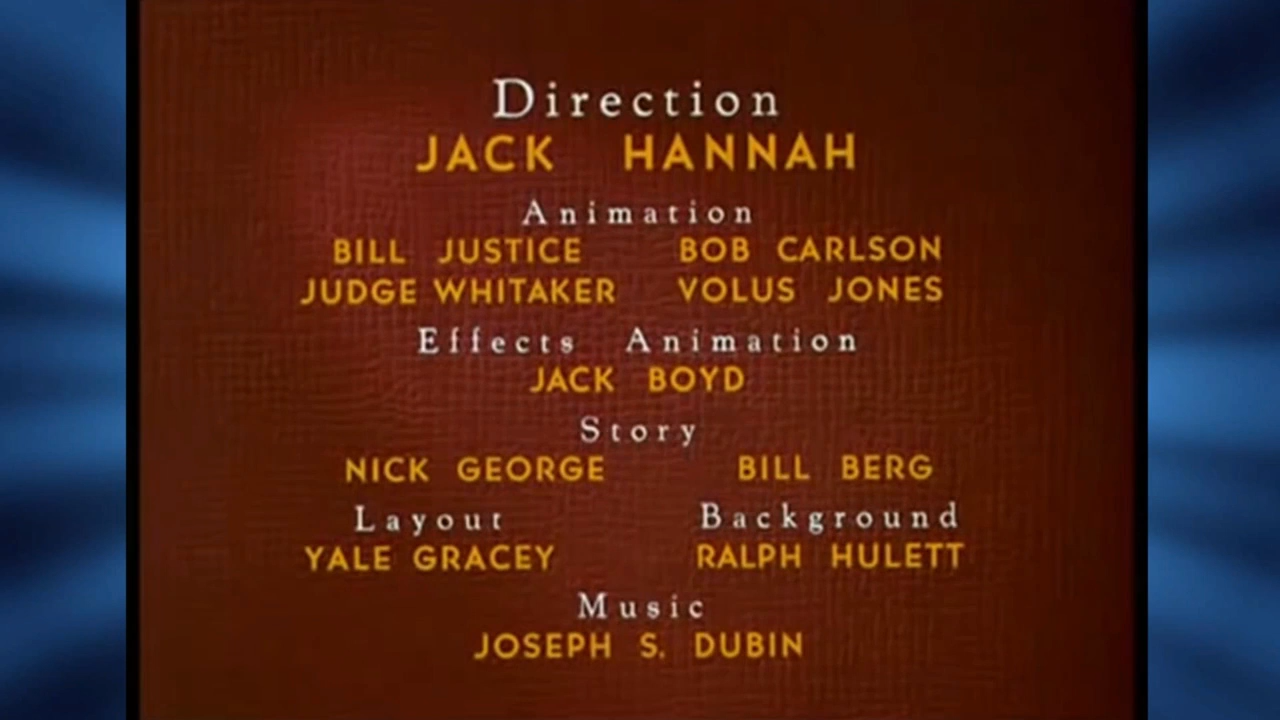 Direction
JACK HANNAH
Animation
BILL JUSTICE BOB CARLSON
JUDGE WHITAKER VOLUS JONES
Effects Animation
JACK BOYD
Story
NICK GEORGE BILL BERG
Layout Background
YALE GRACEY RALPH HULETT
Music
JOSEPH S. DUBIN